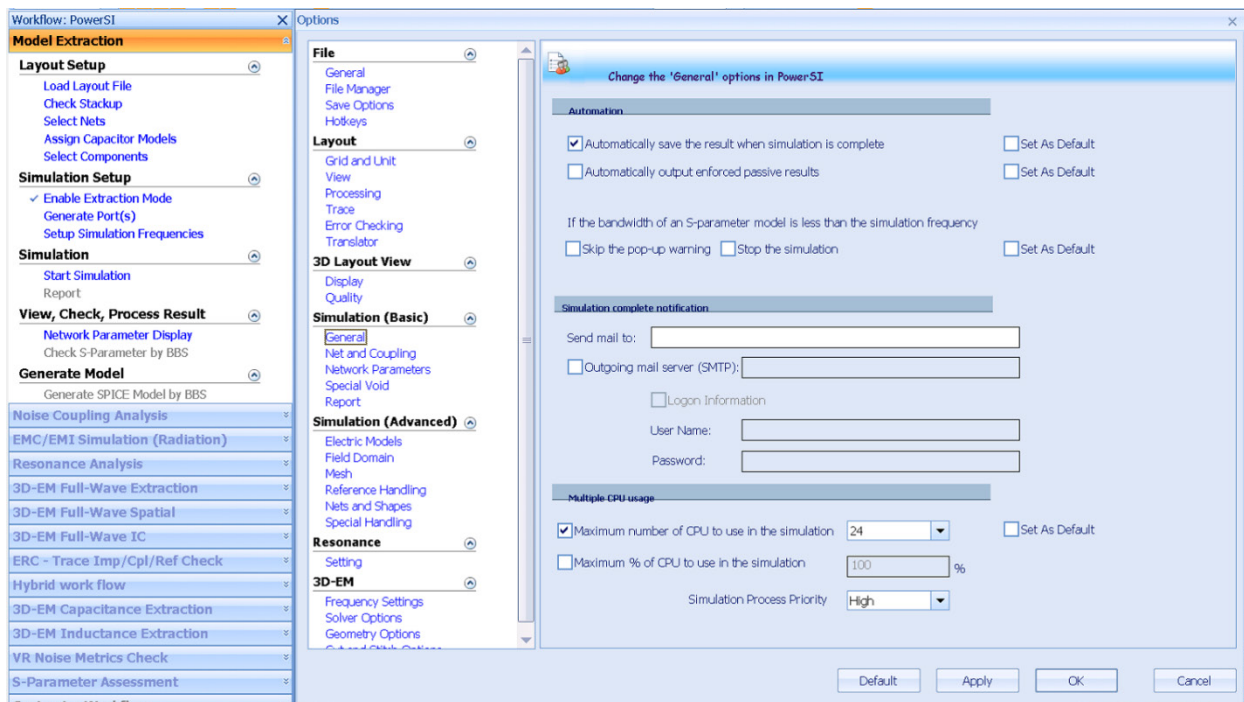 Workflow: PowerSI
Model Extraction
Layout Setup
Load Layout File
Check Stackup
Select Nets
Assign Capacitor Models
Select Components
Simulation Setup
Enable Extraction Mode
Generate Port(s)
Setup Simulation Frequencies
Simulation
Start Simulation
Report
View, Check, Process Result
Network Parameter Display
Check S-Parameter by BBS
Generate Model
Generate SPICE Model by BBS
Noise Coupling Analysis
EMC/EMI Simulation (Radiation)
Resonance Analysis
3D-EM Full-Wave Extraction
3D-EM Full-Wave Spatial
3D-EM Full-Wave IC
ERC - Trace Imp/Cpl/Ref Check
Hybrid work flow
3D-EM Capacitance Extraction
3D-EM Inductance Extraction
VR Noise Metrics Check
S-Parameter Assessment
Options
File
General
File Manager
Save Options
Hotkeys
Layout
Grid and Unit
View
Processing
Trace
Error Checking
Translator
3D Layout View
Display
Quality
Simulation (Basic)
General
Net and Coupling
Network Parameters
Special Void
Report
Simulation (Advanced)
Electric Models
Field Domain
Mesh
Reference Handling
Nets and Shapes
Special Handling
Resonance
Setting
3D-EM
Frequency Settings
Solver Options
Geometry Options
Change the 'General' options in PowerSI
Automation
Automatically save the result when simulation is complete Set As Default
Automatically output enforced passive results Set As Default
If the bandwidth of an S-parameter model is less than the simulation frequency
Skip the pop-up warning Stop the simulation Set As Default
Simulation complete notification
Send mail to:
Outgoing mail server (SMTP):
Logon Information
User Name:
Password:
Multiple CPU usage
Maximum number of CPU to use in the simulation 24 Set As Default
Maximum % of CPU to use in the simulation 100 %
Simulation Process Priority High
Default Apply OK Cancel